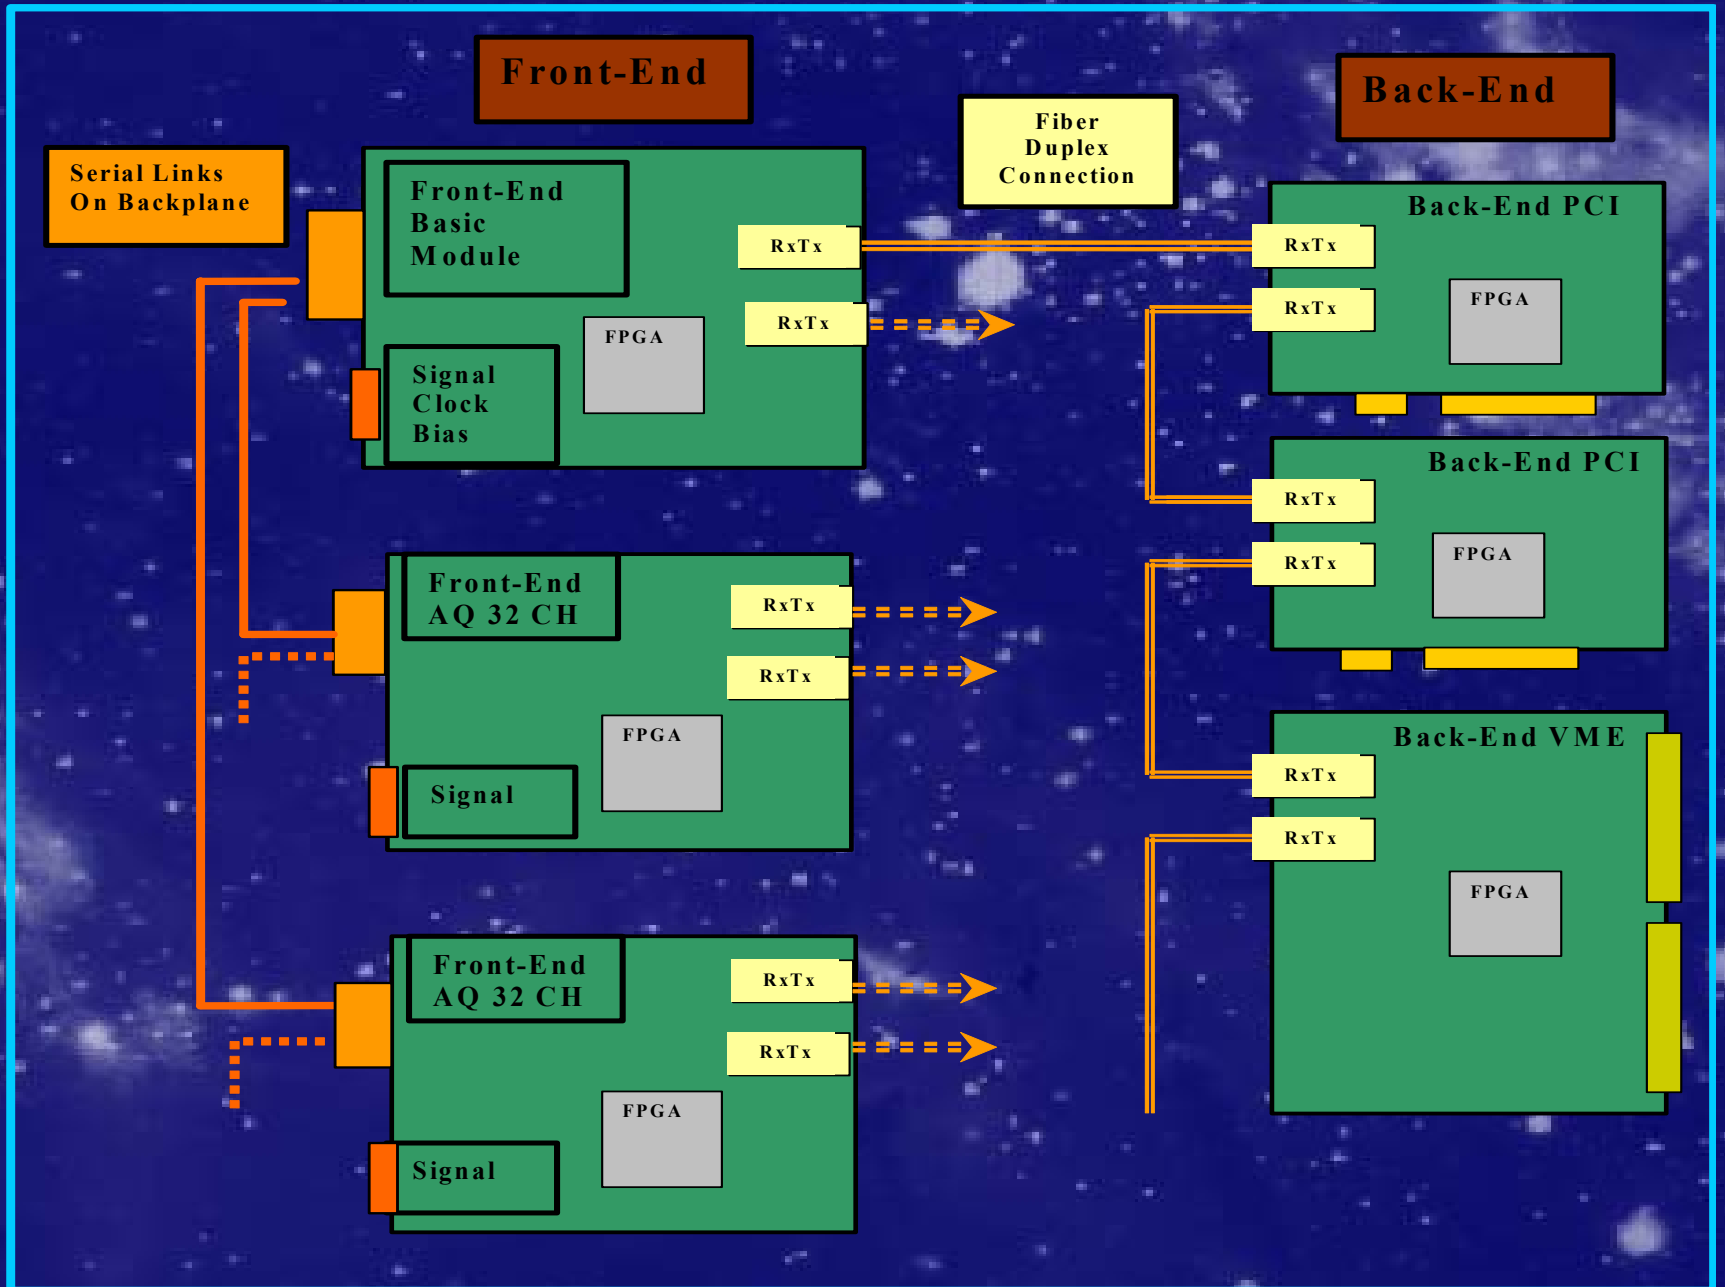 Front-End
Back-End
Fiber
Duplex
Connection
Serial Links
On Backplane
Front-End
Basic
Module
RxTx
RxTx
FPGA
Signal
Clock
Bias
Back-End PCI
RxTx
RxTx
FPGA
Back-End PCI
RxTx
RxTx
FPGA
Front-End
AQ 32 CH
RxTx
RxTx
FPGA
Signal
Back-End VME
RxTx
RxTx
FPGA
Front-End
AQ 32 CH
RxTx
RxTx
FPGA
Signal